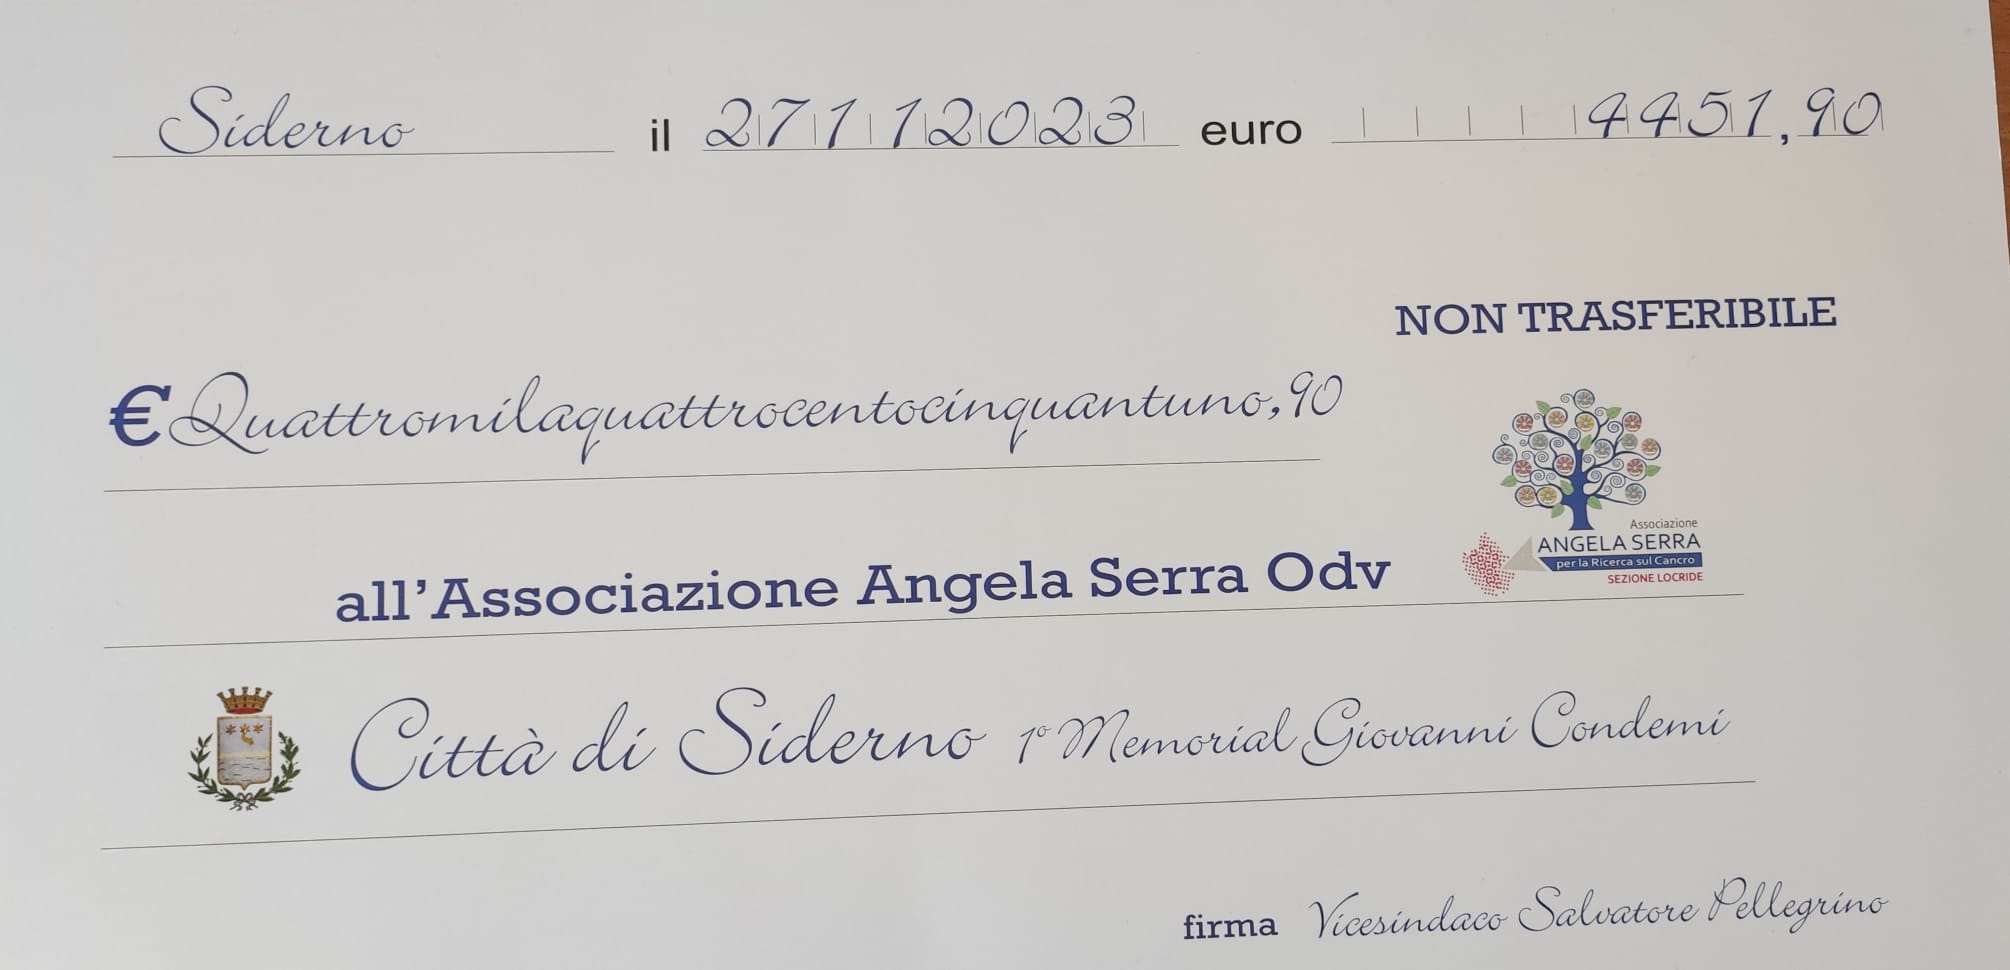 Siderno il 27112023 euro 4451,90
NON TRASFERIBILE
€ Quattromilaquattrocentocinquantuno,90
Associazione
ANGELA SERRA
per la Ricerca sul Cancro
SEZIONE LOCRIDE
all'Associazione Angela Serra Odv
Città di Siderno 1° Memorial Giovanni Condemi
firma Vicesindaco Salvatore Pellegrino